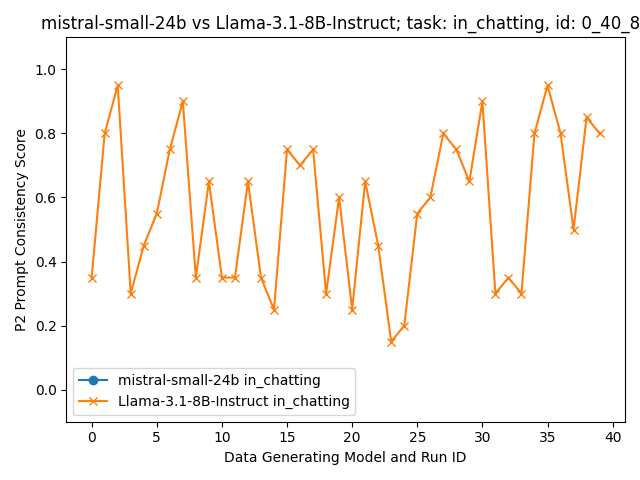 mistral-small-24b vs Llama-3.1-8B-Instruct; task: in_chatting, id: 0_40_8
P2 Prompt Consistency Score
1.0
0.8
0.6
0.4
0.2
0.0
mistral-small-24b in_chatting
Llama-3.1-8B-Instruct in_chatting
0 5 10 15 20 25 30 35 40
Data Generating Model and Run ID